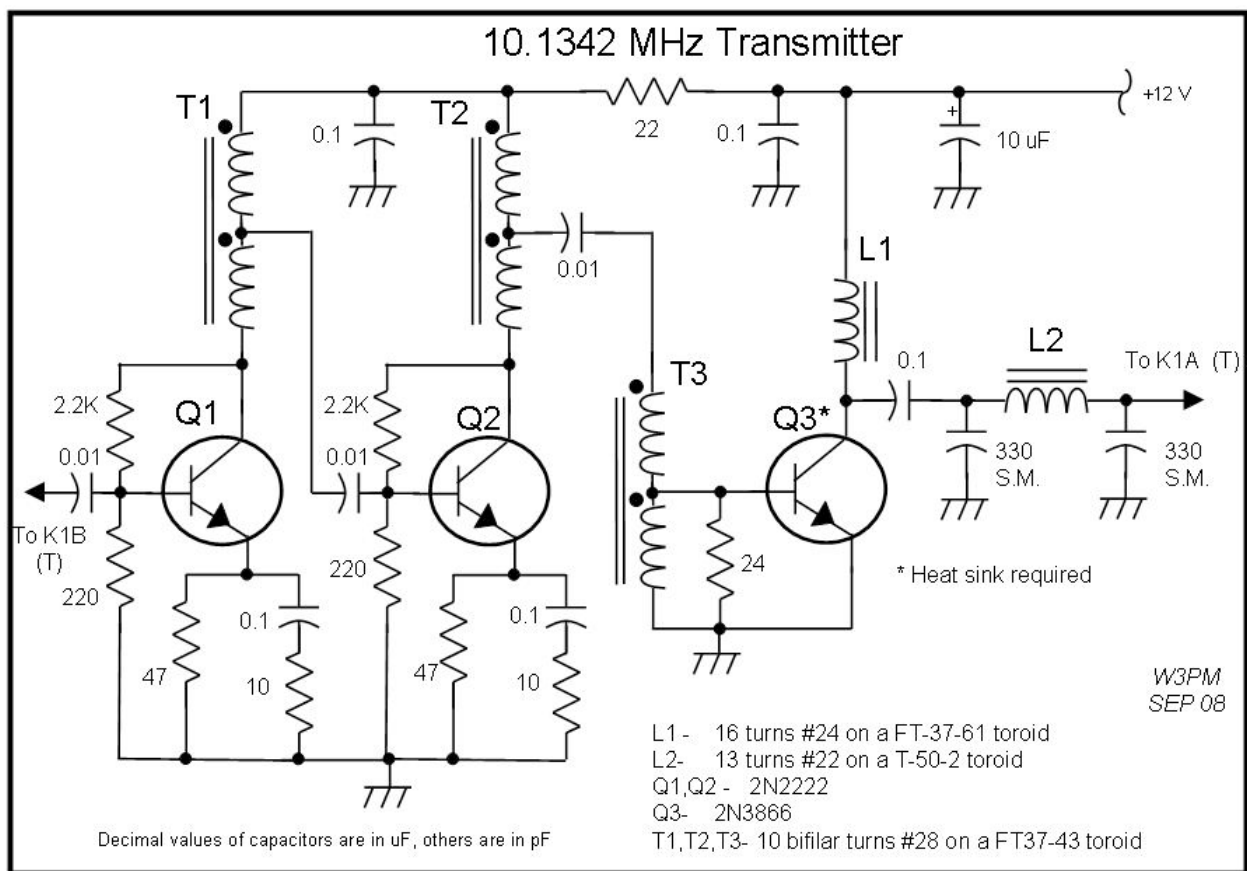 10.1342 MHz Transmitter
T1
0.1
T2
22
0.1
+
10 uF
+12 V
0.01
L1
L2
T3
0.1
To K1A (T)
2.2K
Q1
2.2K
Q2
Q3*
0.01
0.01
330
S.M.
330
S.M.
To K1B
(T)
220
220
24
* Heat sink required
47
0.1
10
47
0.1
10
W3PM
SEP 08
L1 - 16 turns #24 on a FT-37-61 toroid
L2- 13 turns #22 on a T-50-2 toroid
Q1,Q2 - 2N2222
Q3- 2N3866
T1,T2,T3- 10 bifilar turns #28 on a FT37-43 toroid
Decimal values of capacitors are in uF, others are in pF